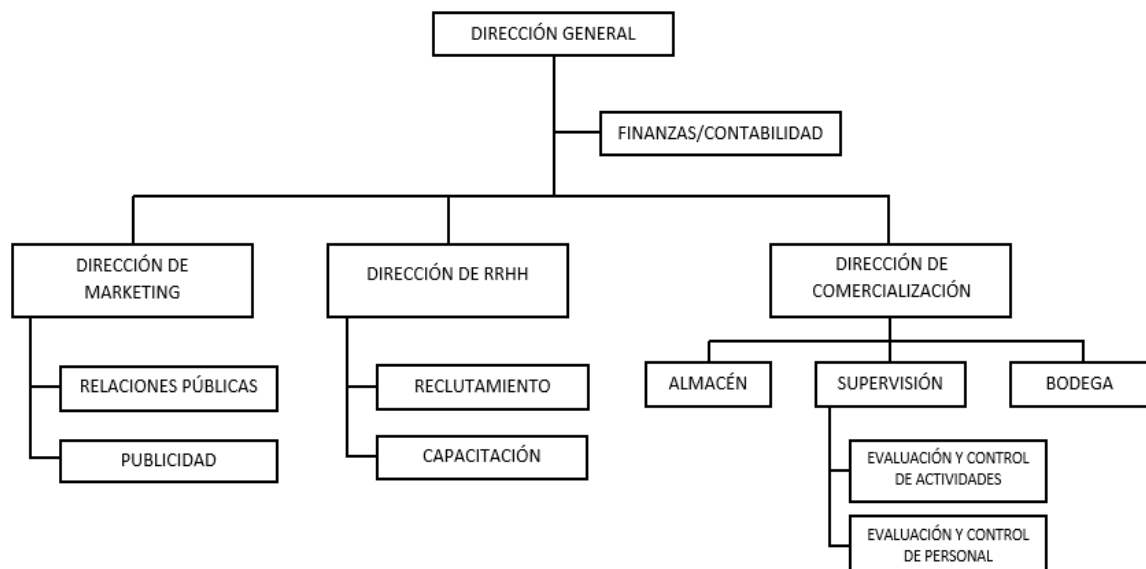 DIRECCIÓN GENERAL
FINANZAS/CONTABILIDAD
DIRECCIÓN DE
MARKETING
DIRECCIÓN DE RRHH
DIRECCIÓN DE
COMERCIALIZACIÓN
RELACIONES PÚBLICAS
PUBLICIDAD
RECLUTAMIENTO
CAPACITACIÓN
ALMACÉN
SUPERVISIÓN
BODEGA
EVALUACIÓN Y CONTROL
DE ACTIVIDADES
EVALUACIÓN Y CONTROL
DE PERSONAL